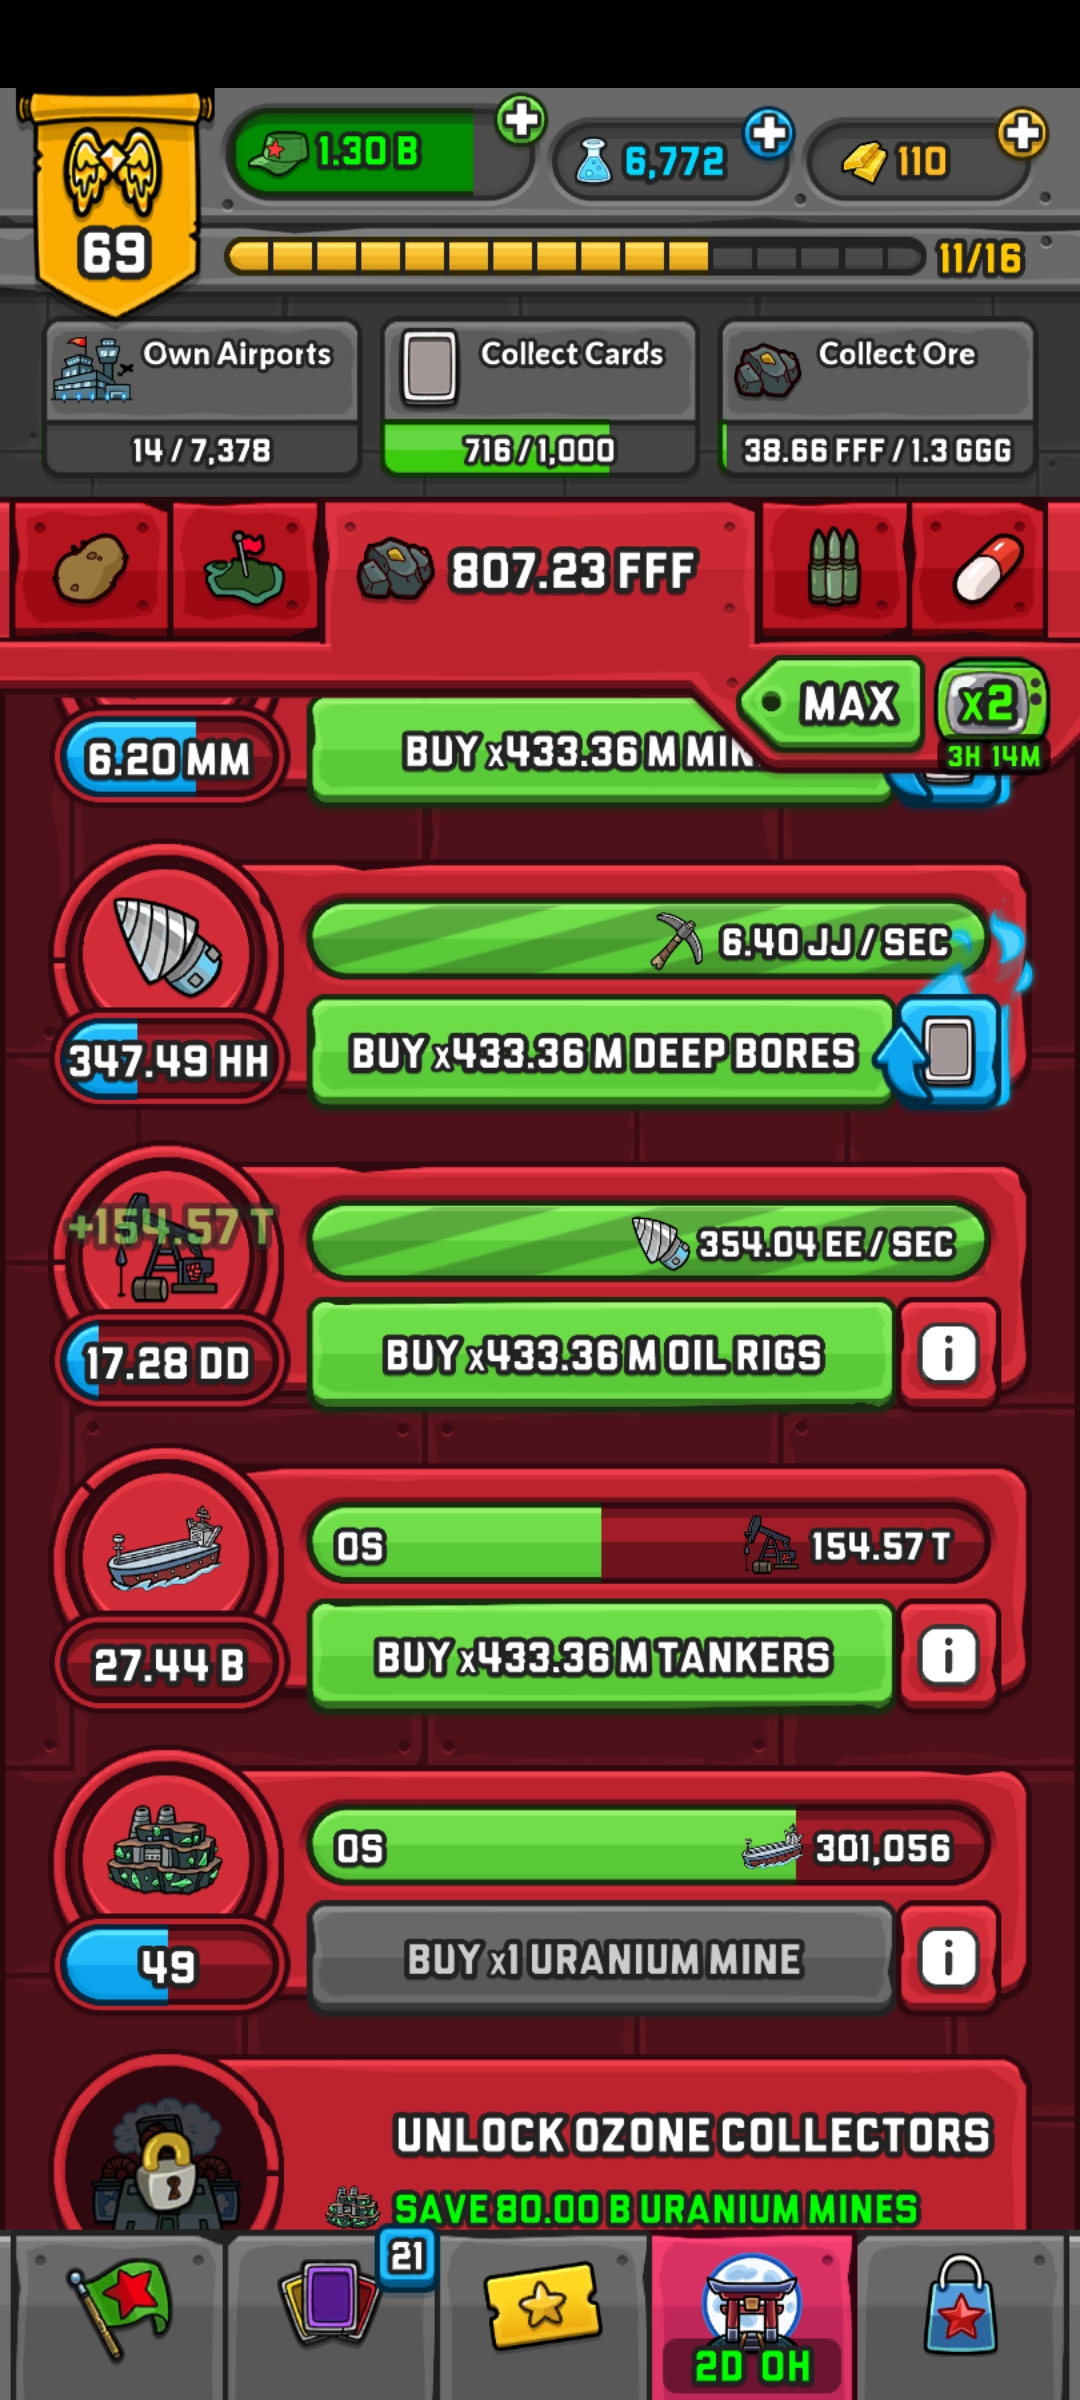 1.30 B
6,772
110
69
11/16
Own Airports
14 / 7,378
Collect Cards
716 / 1,000
Collect Ore
38.66 FFF / 1.3 GGG
807.23 FFF
MAX
x2
3H 14M
6.20 MM
BUY x433.36 M MIN
6.40 JJ / SEC
347.49 HH
BUY x433.36 M DEEP BORES
+154.57 T
354.04 EE / SEC
17.28 DD
BUY x433.36 M OIL RIGS
i
0S
154.57 T
27.44 B
BUY x433.36 M TANKERS
i
0S
301,056
49
BUY x1 URANIUM MINE
i
UNLOCK OZONE COLLECTORS
SAVE 80.00 B URANIUM MINES
21
2D 0H